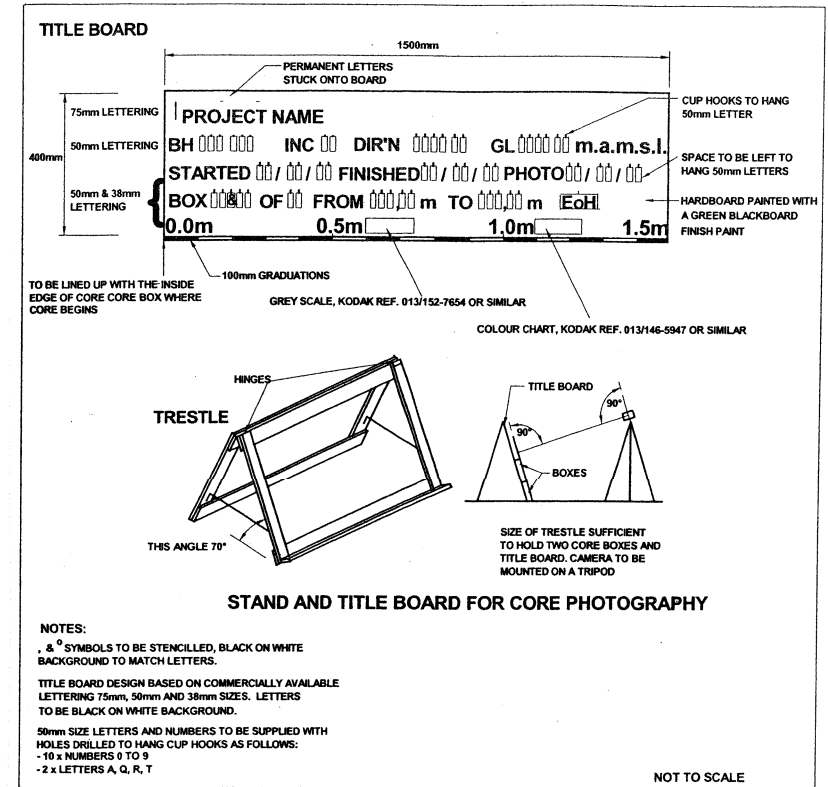 TITLE BOARD
1500mm
PERMANENT LETTERS
STUCK ONTO BOARD
75mm LETTERING
PROJECT NAME
CUP HOOKS TO HANG
50mm LETTER
50mm LETTERING
BH INC DIR'N GL m.a.m.s.l.
400mm
SPACE TO BE LEFT TO
HANG 50mm LETTERS
STARTED / / FINISHED / / PHOTO / /
50mm & 38mm
LETTERING
BOX & OF FROM , m TO , m EoH
HARDBOARD PAINTED WITH
A GREEN BLACKBOARD
FINISH PAINT
0.0m 0.5m 1.0m 1.5m
100mm GRADUATIONS
TO BE LINED UP WITH THE INSIDE
EDGE OF CORE CORE BOX WHERE
CORE BEGINS
GREY SCALE, KODAK REF. 013/152-7654 OR SIMILAR
COLOUR CHART, KODAK REF. 013/146-5947 OR SIMILAR
HINGES
TRESTLE
THIS ANGLE 70°
TITLE BOARD
90°
90°
BOXES
SIZE OF TRESTLE SUFFICIENT
TO HOLD TWO CORE BOXES AND
TITLE BOARD. CAMERA TO BE
MOUNTED ON A TRIPOD
STAND AND TITLE BOARD FOR CORE PHOTOGRAPHY
NOTES:
, & ° SYMBOLS TO BE STENCILLED, BLACK ON WHITE
BACKGROUND TO MATCH LETTERS.
TITLE BOARD DESIGN BASED ON COMMERCIALLY AVAILABLE
LETTERING 75mm, 50mm AND 38mm SIZES. LETTERS
TO BE BLACK ON WHITE BACKGROUND.
50mm SIZE LETTERS AND NUMBERS TO BE SUPPLIED WITH
HOLES DRILLED TO HANG CUP HOOKS AS FOLLOWS:
- 10 x NUMBERS 0 TO 9
- 2 x LETTERS A, Q, R, T
NOT TO SCALE